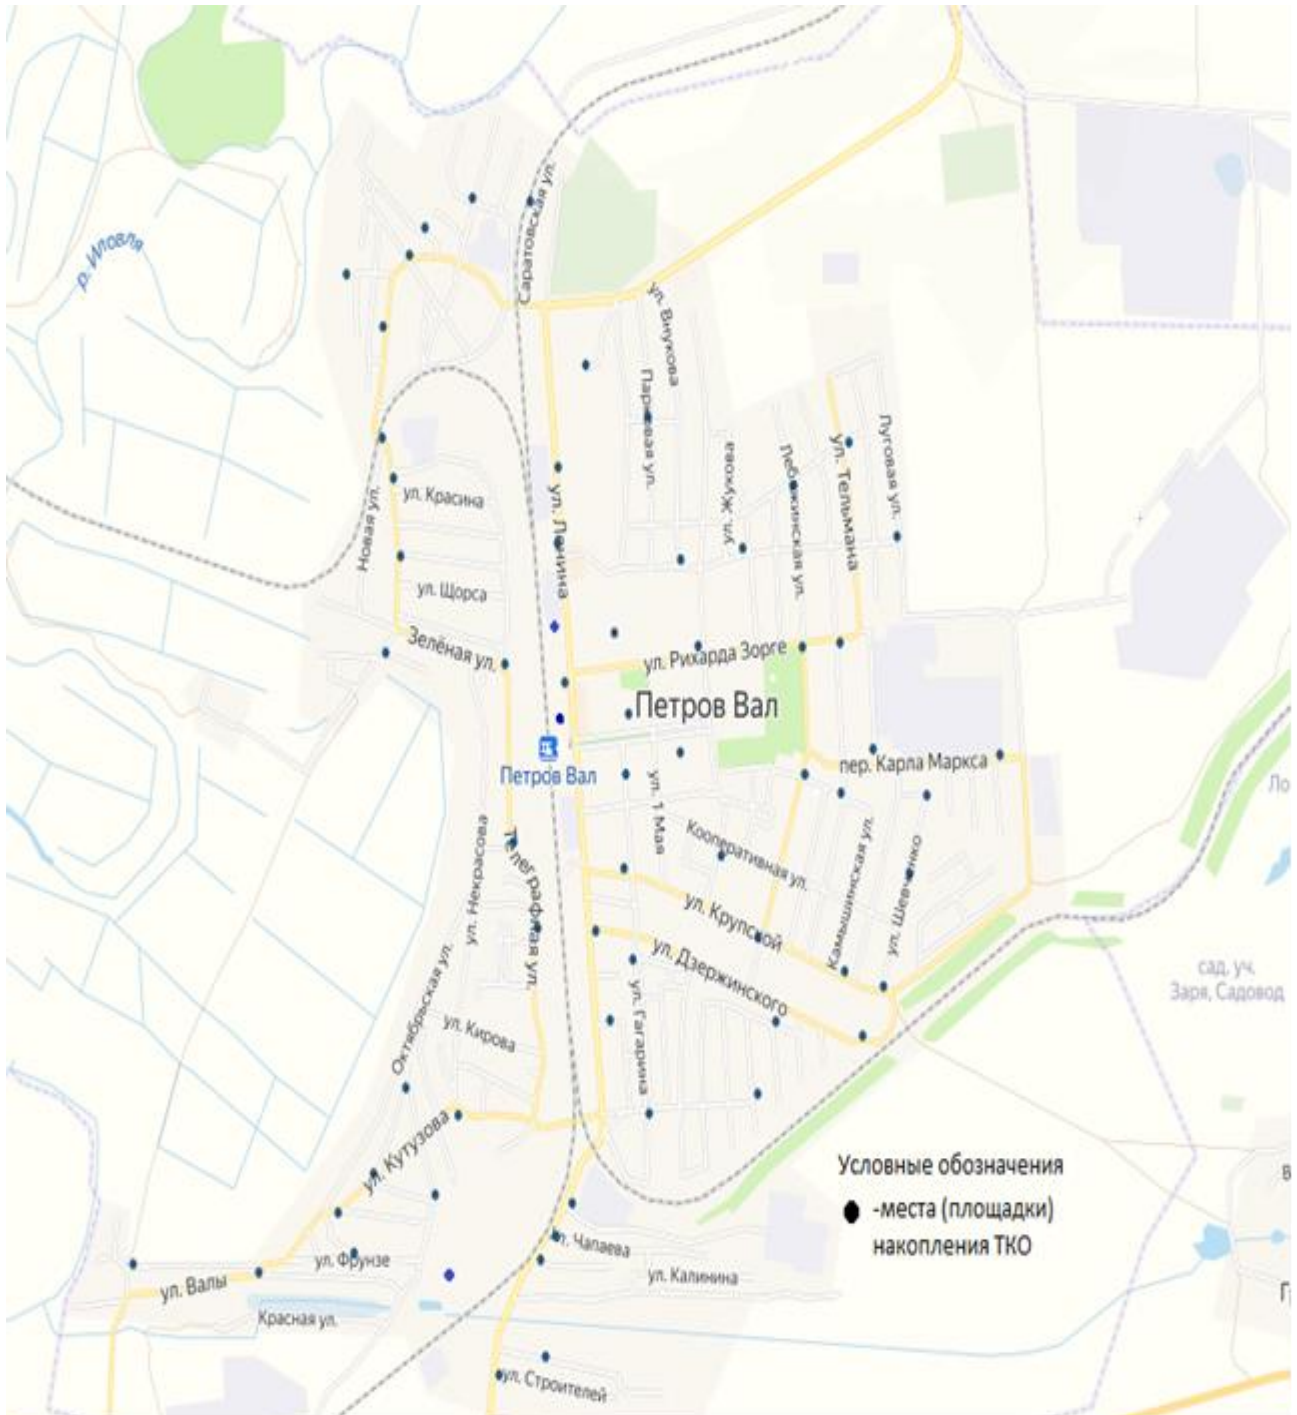 р. Иловля
Саратовская ул.
ул. Внукова
Парковая ул.
Луговая ул.
ул. Тельмана
ул. Жукова
Лебяжинская ул.
ул. Красина
ул. Ленина
Новая ул.
ул. Щорса
Зелёная ул.
ул. Рихарда Зорге
Петров Вал
Петров Вал
пер. Карла Маркса
Ло
ул. 1 Мая
Кооперативная ул.
ул. Некрасова
Телеграфная ул.
Камышинская ул.
ул. Шевченко
ул. Крупской
ул. Дзержинского
сад. уч.
Заря, Садовод
Октябрьская ул.
ул. Гагарина
ул. Кирова
ул. Кутузова
Условные обозначения
-места (площадки)
накопления ТКО
В
ул. Чапаева
ул. Фрунзе
ул. Калинина
ул. Валы
Красная ул.
Гр
ул. Строителей